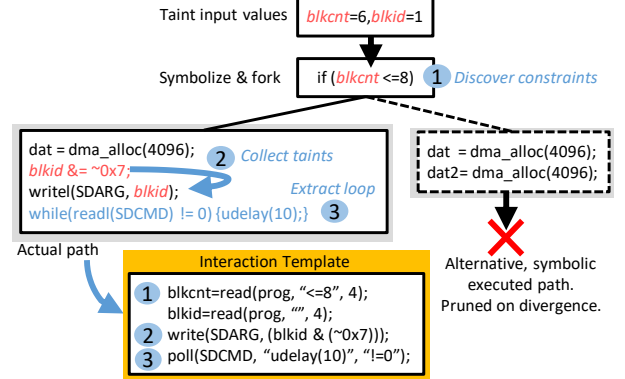 Taint input values
blkcnt=6,blkid=1
Symbolize & fork
if (blkcnt <=8)
1
Discover constraints
dat = dma_alloc(4096);
blkid &= ~0x7;
2
Collect taints
writel(SDARG, blkid);
Extract loop
while(readl(SDCMD) != 0) {udelay(10);}
3
dat = dma_alloc(4096);
dat2= dma_alloc(4096);
Actual path
Alternative, symbolic
executed path.
Pruned on divergence.
Interaction Template
1 blkcnt=read(prog, “<=8”, 4);
blkid=read(prog, “”, 4);
2 write(SDARG, (blkid & (~0x7)));
3 poll(SDCMD, “udelay(10)”, “!=0”);